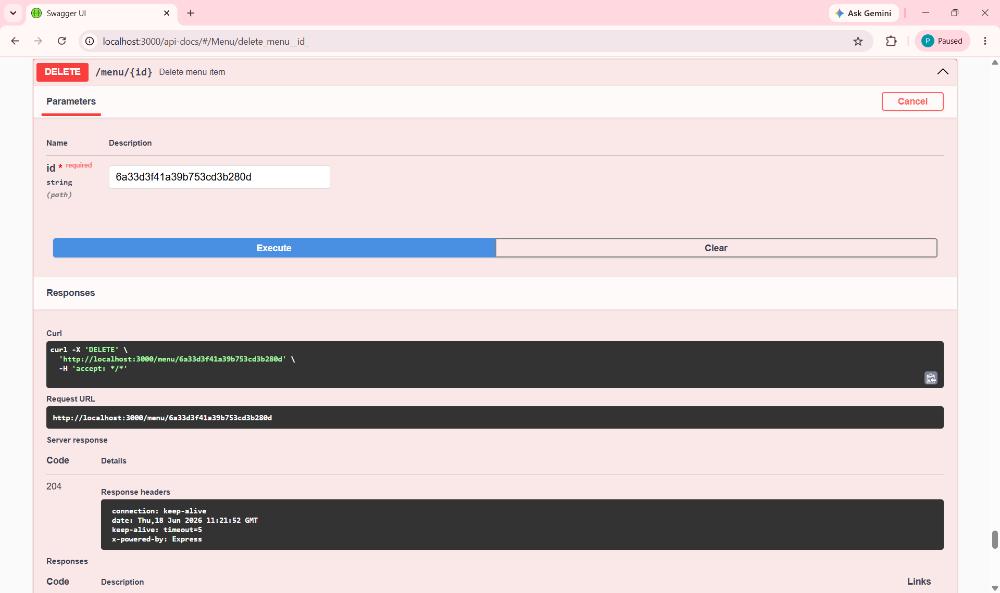 Swagger UI
Ask Gemini
localhost:3000/api-docs/#/Menu/delete_menu__id_
P Paused
DELETE /menu/{id} Delete menu item
Parameters
Cancel
Name Description
id * required
string
(path)
6a33d3f41a39b753cd3b280d
Execute
Clear
Responses
Curl
curl -X 'DELETE' \
'http://localhost:3000/menu/6a33d3f41a39b753cd3b280d' \
-H 'accept: */*'
Request URL
http://localhost:3000/menu/6a33d3f41a39b753cd3b280d
Server response
Code Details
204
Response headers
connection: keep-alive
date: Thu,18 Jun 2026 11:21:52 GMT
keep-alive: timeout=5
x-powered-by: Express
Responses
Code Description Links